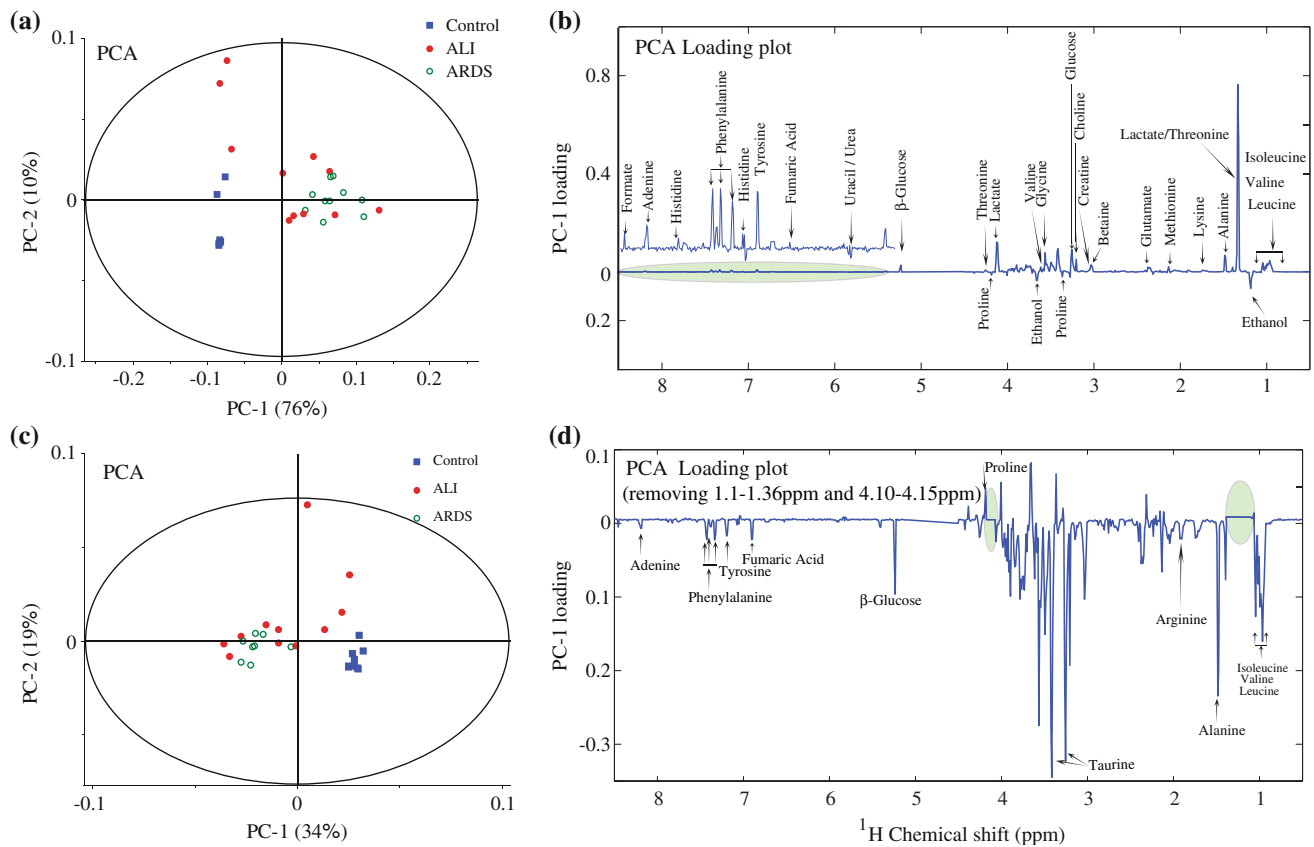 (a)
PCA
Control
ALI
ARDS
0.1
0
-0.1
PC-2 (10%)
-0.2
-0.1
0
0.1
0.2
PC-1 (76%)
(b)
PCA Loading plot
0.8
0.4
0
0.2
PC-1 loading
Formate
Adenine
Histidine
Phenylalanine
Histidine
Tyrosine
Fumaric Acid
Uracil / Urea
β-Glucose
Threonine
Lactate
Valine
Glycine
Glucose
Choline
Creatine
Betaine
Glutamate
Methionine
Lysine
Alanine
Lactate/Threonine
Isoleucine
Valine
Leucine
Proline
Ethanol
Proline
Ethanol
8
7
6
5
4
3
2
1
(c)
PCA
Control
ALI
ARDS
0.1
0
PC-2 (19%)
-0.1
0
0.1
PC-1 (34%)
(d)
PCA Loading plot
(removing 1.1-1.36ppm and 4.10-4.15ppm)
0.1
0
0.1
0.2
-0.3
PC-1 loading
Proline
Adenine
Fumaric Acid
Tyrosine
Phenylalanine
β-Glucose
Arginine
Isoleucine
Valine
Leucine
Alanine
Taurine
8
7
6
5
4
3
2
1
¹H Chemical shift (ppm)